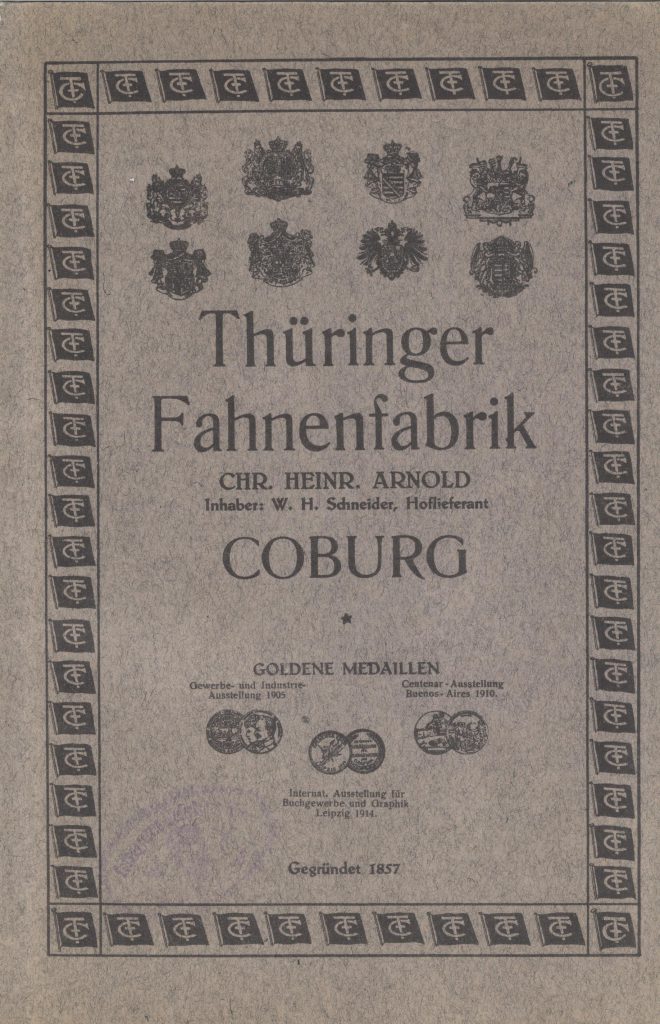 Thüringer
Fahnenfabrik
CHR. HEINR. ARNOLD
Inhaber: W. H. Schneider, Hoflieferant
COBURG
GOLDENE MEDAILLEN
Gewerbe- und Industrie-
Ausstellung 1905
Centenar-Ausstellung
Buenos-Aires 1910.
Internat. Ausstellung für
Buchgewerbe und Graphik
Leipzig 1914.
Gegründet 1857